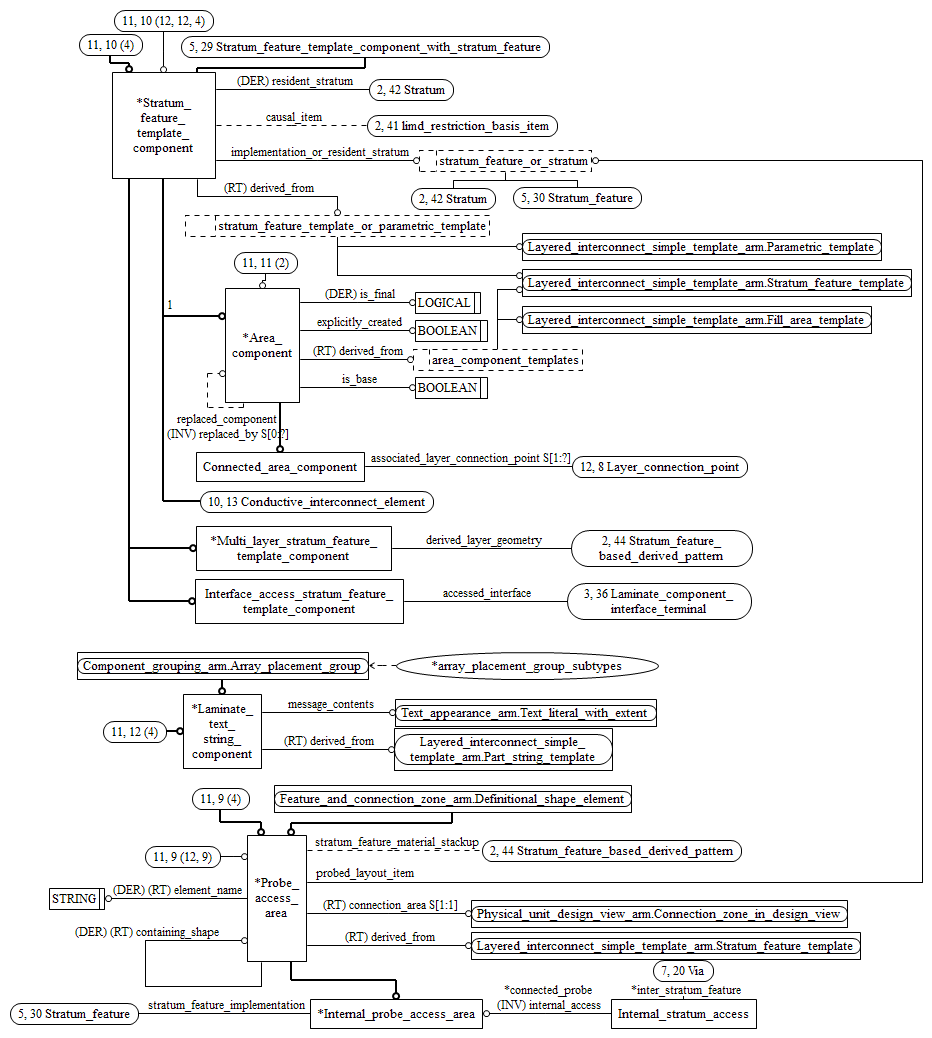 11, 10 (12, 12, 4)
11, 10 (4)
5, 29 Stratum_feature_template_component_with_stratum_feature
(DER) resident_stratum
2, 42 Stratum
*Stratum_
feature_
template_
component
causal_item
2, 41 limd_restriction_basis_item
implementation_or_resident_stratum
stratum_feature_or_stratum
(RT) derived_from
2, 42 Stratum
5, 30 Stratum_feature
stratum_feature_template_or_parametric_template
Layered_interconnect_simple_template_arm.Parametric_template
11, 11 (2)
Layered_interconnect_simple_template_arm.Stratum_feature_template
(DER) is_final
LOGICAL
1
explicitly_created
BOOLEAN
Layered_interconnect_simple_template_arm.Fill_area_template
*Area_
component
(RT) derived_from
area_component_templates
is_base
BOOLEAN
replaced_component
(INV) replaced_by S[0:?]
Connected_area_component
associated_layer_connection_point S[1:?]
12, 8 Layer_connection_point
10, 13 Conductive_interconnect_element
*Multi_layer_stratum_feature_
template_component
derived_layer_geometry
2, 44 Stratum_feature_
based_derived_pattern
Interface_access_stratum_feature_
template_component
accessed_interface
3, 36 Laminate_component_
interface_terminal
Component_grouping_arm.Array_placement_group
*array_placement_group_subtypes
*Laminate_
text_
string_
component
message_contents
Text_appearance_arm.Text_literal_with_extent
11, 12 (4)
(RT) derived_from
Layered_interconnect_simple_
template_arm.Part_string_template
11, 9 (4)
Feature_and_connection_zone_arm.Definitional_shape_element
stratum_feature_material_stackup
2, 44 Stratum_feature_based_derived_pattern
11, 9 (12, 9)
probed_layout_item
*Probe_
access_
area
STRING
(DER) (RT) element_name
(RT) connection_area S[1:1]
Physical_unit_design_view_arm.Connection_zone_in_design_view
(DER) (RT) containing_shape
(RT) derived_from
Layered_interconnect_simple_template_arm.Stratum_feature_template
7, 20 Via
*connected_probe
(INV) internal_access
*inter_stratum_feature
5, 30 Stratum_feature
stratum_feature_implementation
*Internal_probe_access_area
Internal_stratum_access